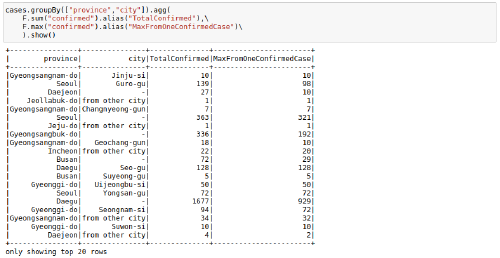 cases.groupBy(["province","city"]).agg(
    F.sum("confirmed").alias("TotalConfirmed"),\
    F.max("confirmed").alias("MaxFromOneConfirmedCase")\
    ).show()
+----------------+---------------+--------------+-----------------------+
|        province|           city|TotalConfirmed|MaxFromOneConfirmedCase|
+----------------+---------------+--------------+-----------------------+
|Gyeongsangnam-do|       Jinju-si|            10|                     10|
|           Seoul|        Guro-gu|           139|                     98|
|         Daejeon|              -|            27|                     10|
|    Jeollabuk-do|from other city|             1|                      1|
|Gyeongsangnam-do|Changnyeong-gun|             7|                      7|
|           Seoul|              -|           363|                    321|
|         Jeju-do|from other city|             1|                      1|
|Gyeongsangbuk-do|              -|           336|                    192|
|Gyeongsangnam-do|   Geochang-gun|            18|                     10|
|         Incheon|from other city|            22|                     20|
|           Busan|              -|            72|                     29|
|           Daegu|         Seo-gu|           128|                    128|
|           Busan|     Suyeong-gu|             5|                      5|
|     Gyeonggi-do|   Uijeongbu-si|            50|                     50|
|           Seoul|     Yongsan-gu|            72|                     72|
|           Daegu|              -|          1677|                    929|
|     Gyeonggi-do|    Seongnam-si|            94|                     72|
|Gyeongsangnam-do|from other city|            34|                     32|
|     Gyeonggi-do|       Suwon-si|            10|                     10|
|         Daejeon|from other city|             4|                      2|
+----------------+---------------+--------------+-----------------------+
only showing top 20 rows